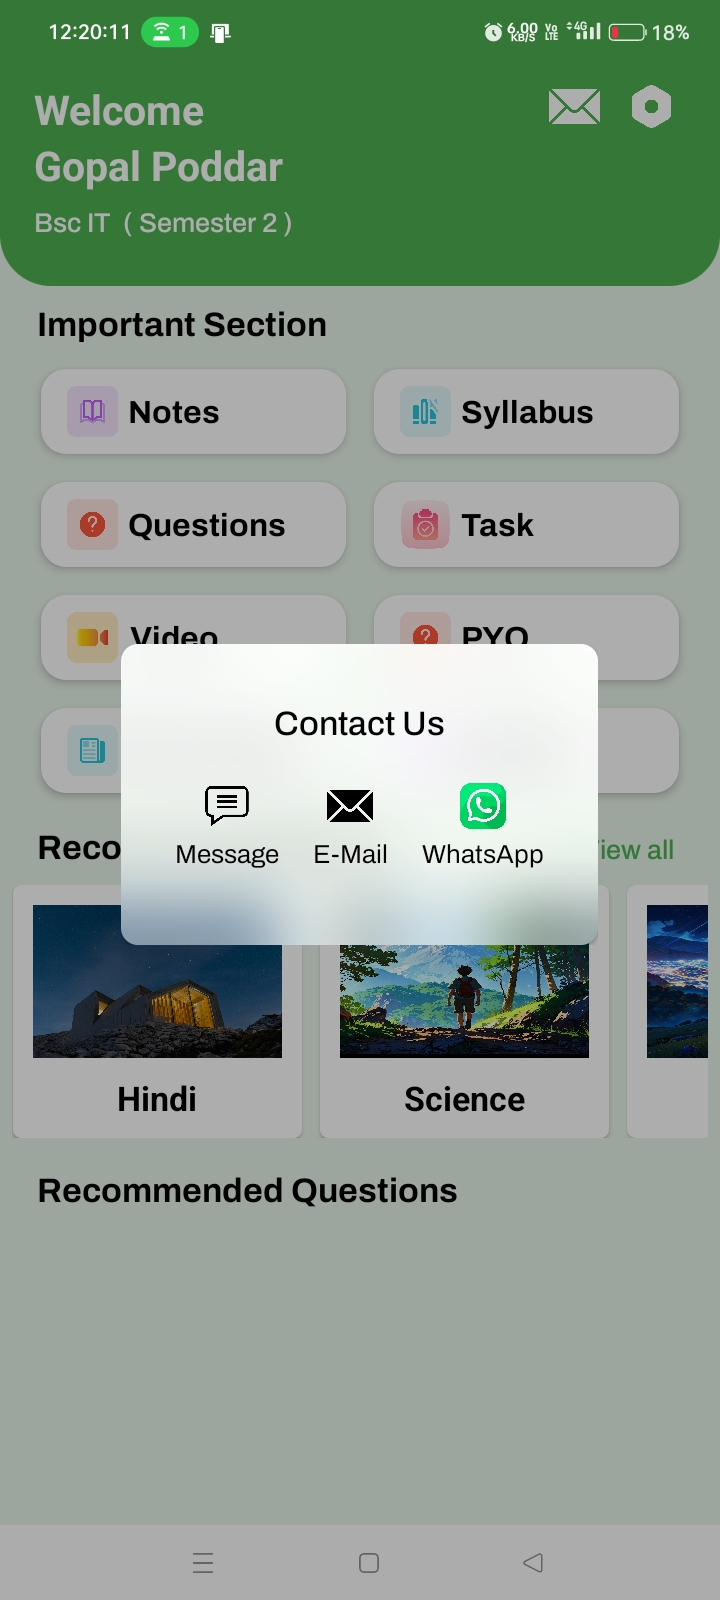 12:20:11 1 6.00 KB/S Vo LTE 4G 18%
Welcome
Gopal Poddar
Bsc IT ( Semester 2 )
Important Section
Notes Syllabus
Questions Task
Video PYQ
Contact Us
Message E-Mail WhatsApp
Reco iew all
Hindi Science
Recommended Questions